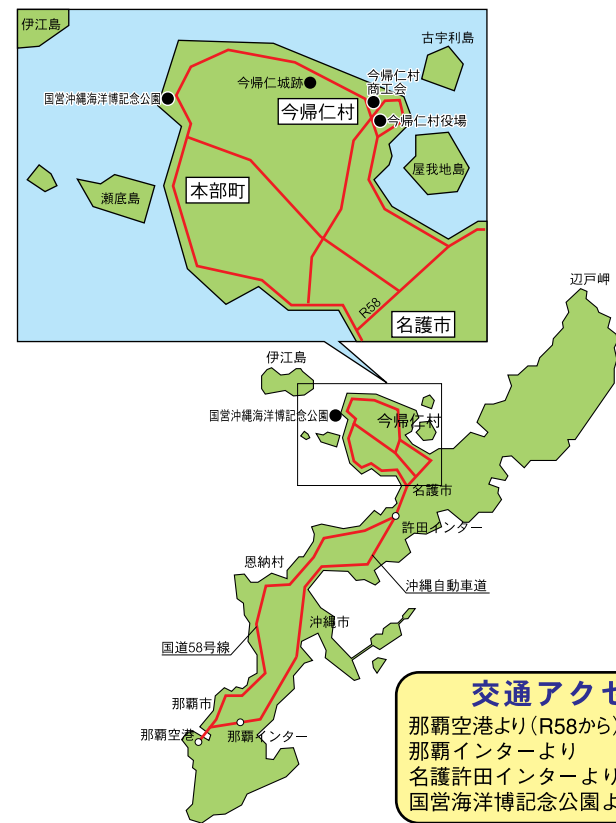 伊江島
古宇利島
今帰仁城跡
今帰仁村
商工会
国営沖縄海洋博記念公園
今帰仁村
今帰仁村役場
屋我地島
本部町
瀬底島
R58
名護市
辺戸岬
伊江島
国営沖縄海洋博記念公園
今帰仁村
名護市
許田インター
恩納村
沖縄自動車道
沖縄市
国道58号線
那覇市
那覇空港
那覇インター
交通アクセ
那覇空港より(R58から)
那覇インターより
名護許田インターより
国営海洋博記念公園よ